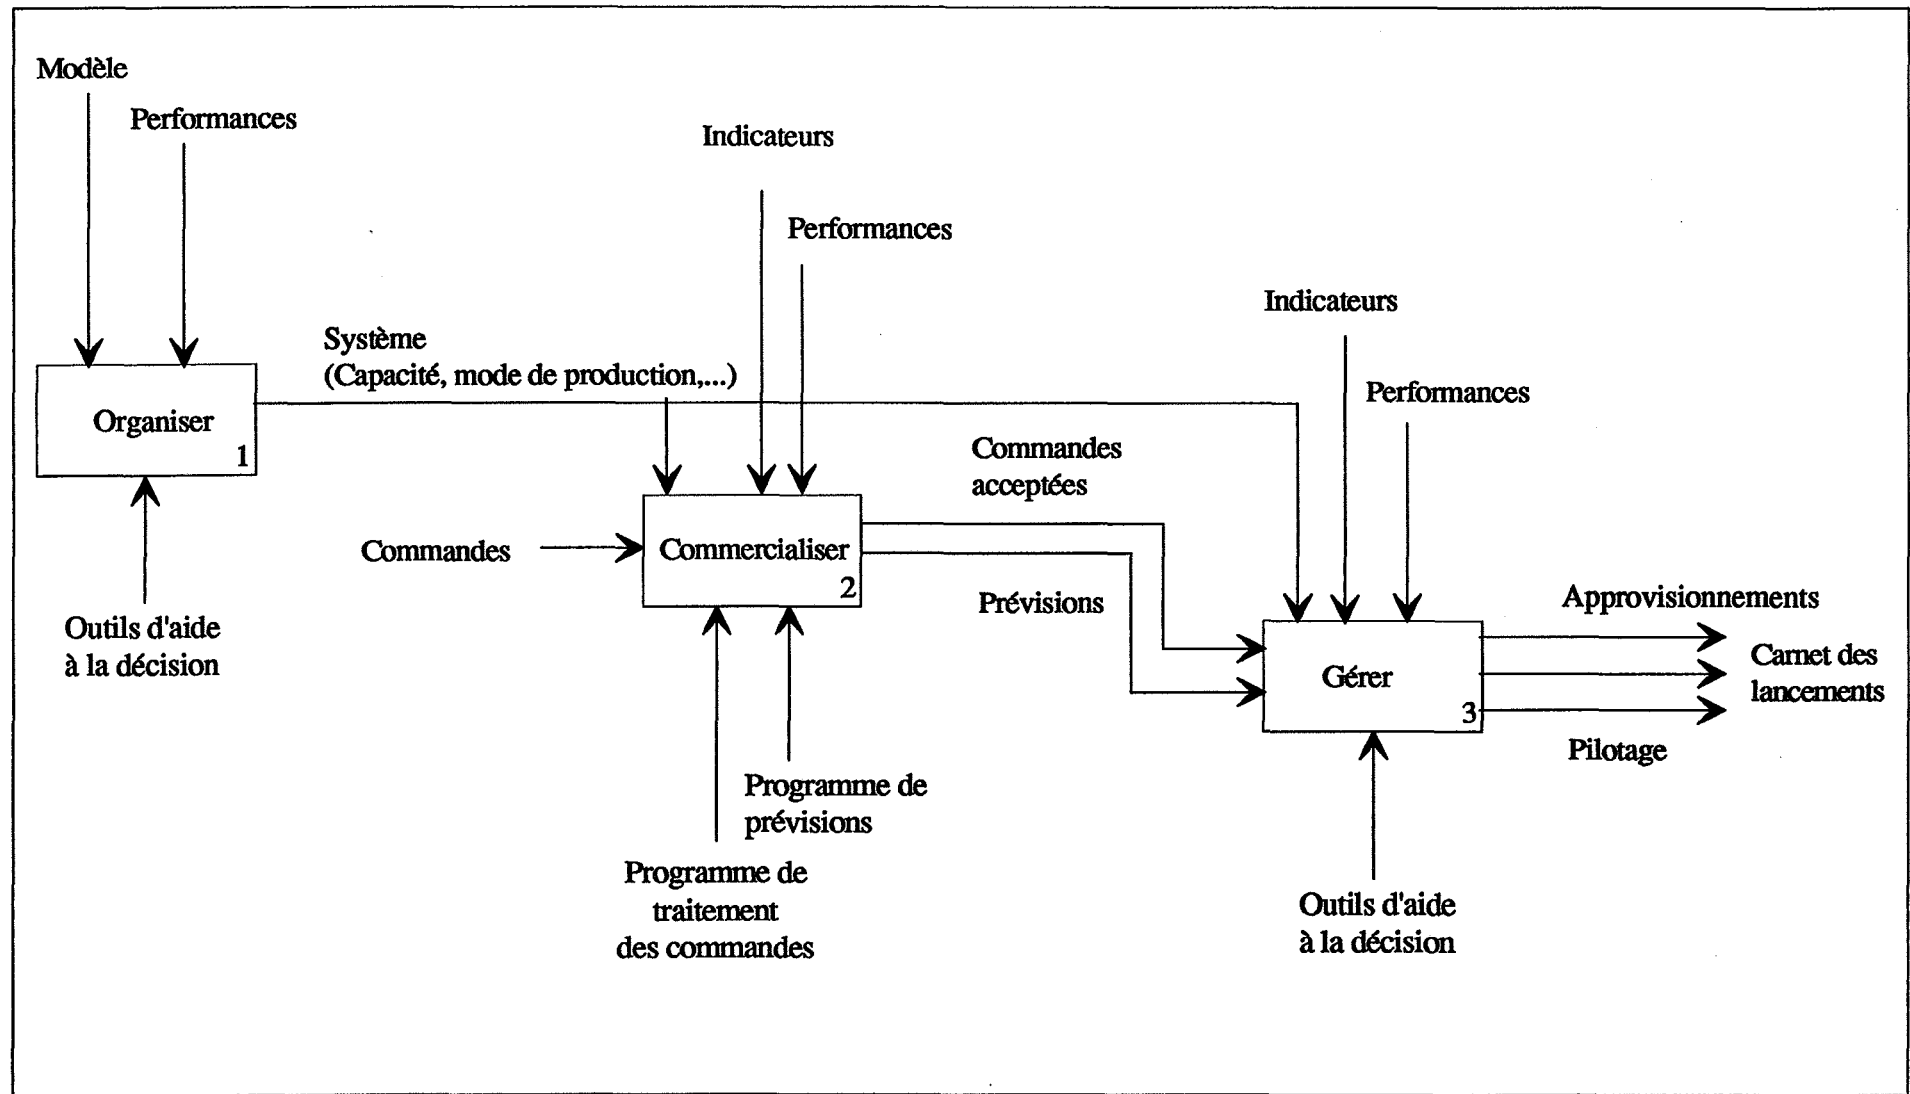 Modèle
Performances
Indicateurs
Performances
Indicateurs
Performances
Système
(Capacité, mode de production,...)
Organiser
1
Commandes
acceptées
Commandes
Commercialiser
2
Prévisions
Outils d'aide
à la décision
Approvisionnements
Carnet des
lancements
Gérer
3
Pilotage
Programme de
prévisions
Programme de
traitement
des commandes
Outils d'aide
à la décision